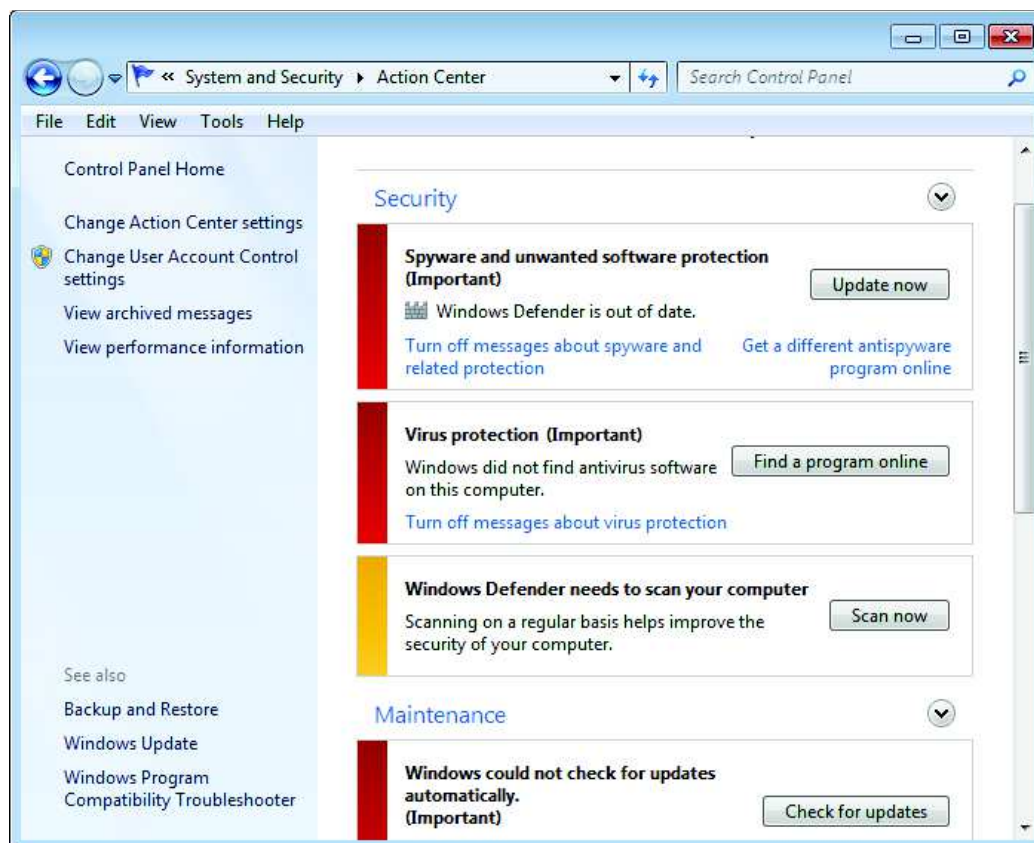 « System and Security ▸ Action Center
Search Control Panel
File Edit View Tools Help
Control Panel Home
Change Action Center settings
Change User Account Control
settings
View archived messages
View performance information
See also
Backup and Restore
Windows Update
Windows Program
Compatibility Troubleshooter
Security
Spyware and unwanted software protection
(Important)
Update now
Windows Defender is out of date.
Turn off messages about spyware and
related protection
Get a different antispyware
program online
Virus protection (Important)
Windows did not find antivirus software
on this computer.
Find a program online
Turn off messages about virus protection
Windows Defender needs to scan your computer
Scanning on a regular basis helps improve the
security of your computer.
Scan now
Maintenance
Windows could not check for updates
automatically.
(Important)
Check for updates